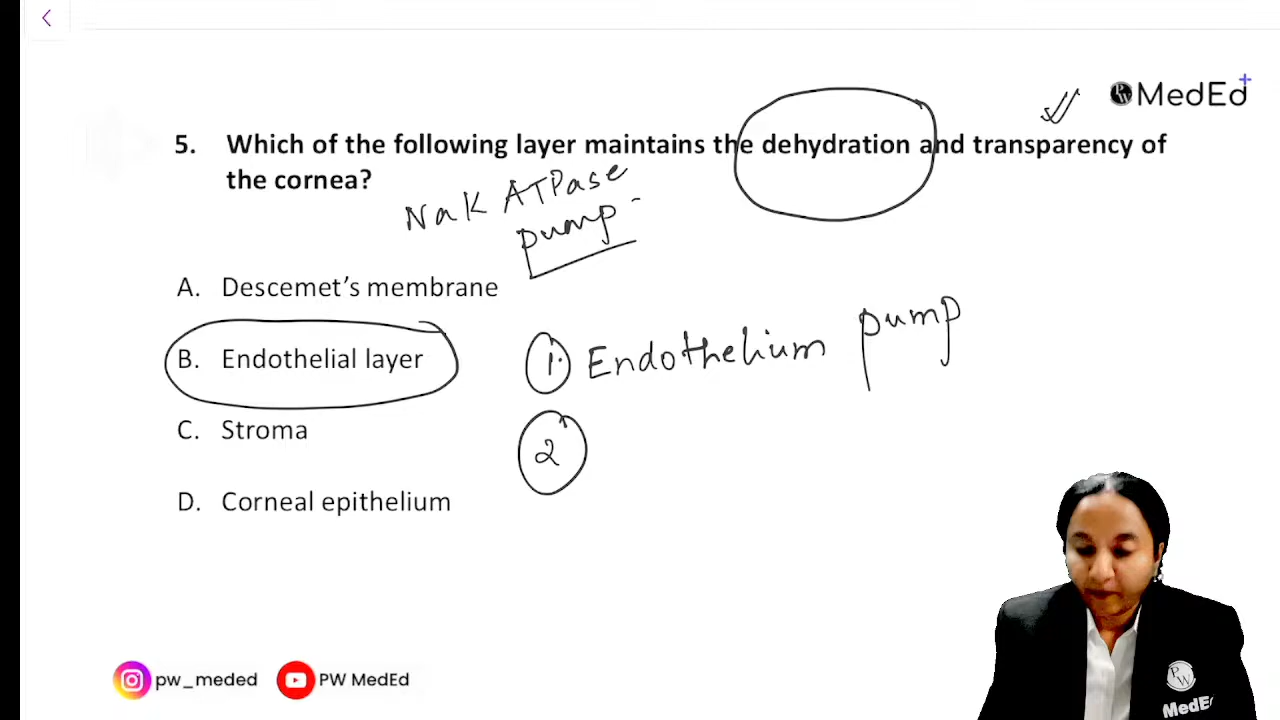 MedEd
5. Which of the following layer maintains the dehydration and transparency of
the cornea?
NaK ATPase
pump
A. Descemet's membrane
B. Endothelial layer
1. Endothelium pump
2
C. Stroma
D. Corneal epithelium
pw_meded PW MedEd
PW
MedEd